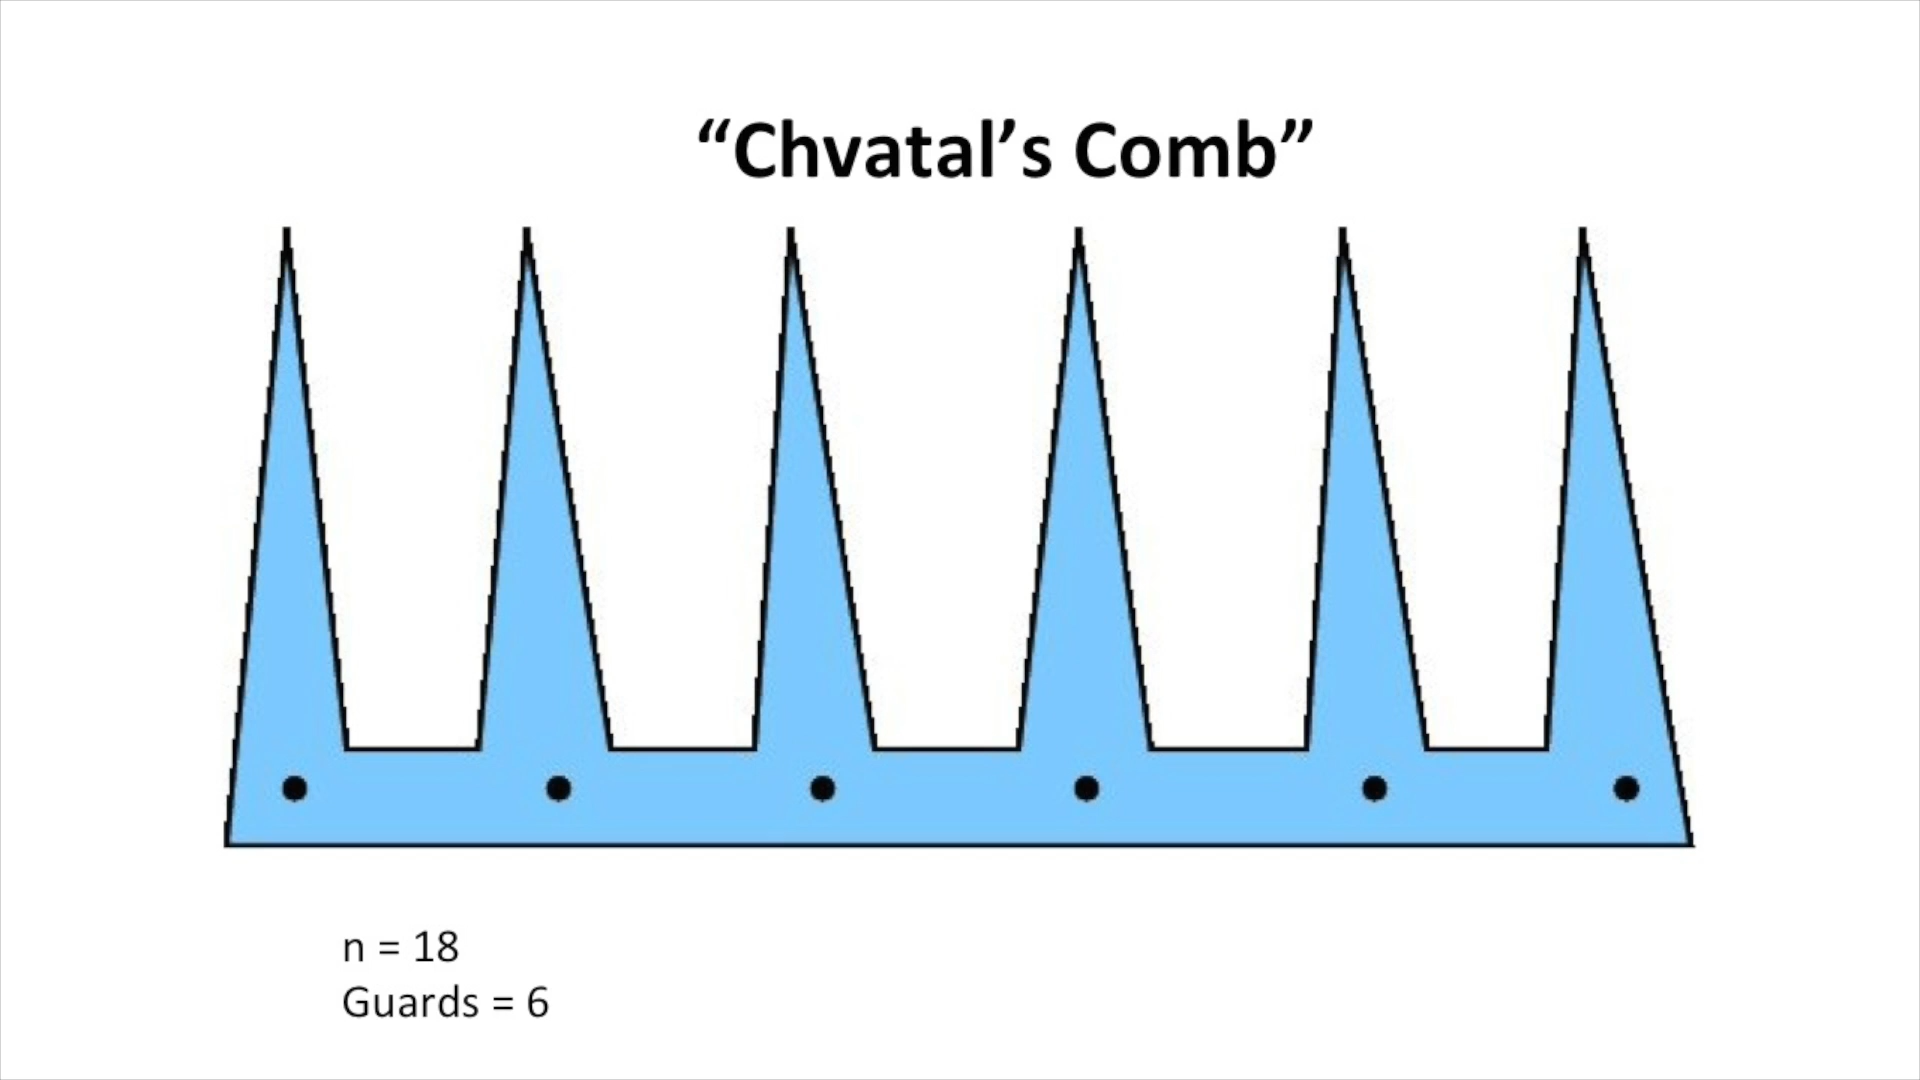 “Chvatal’s Comb”
n = 18
Guards = 6